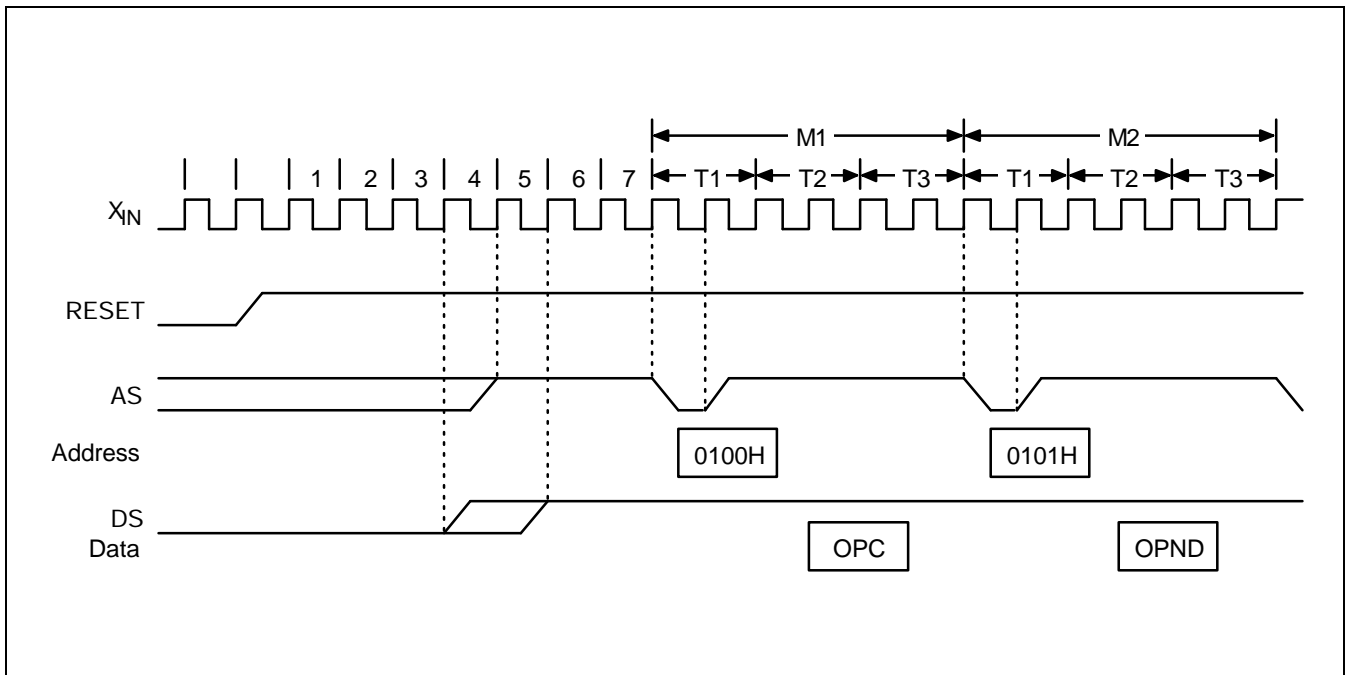 M1 M2
1 2 3 4 5 6 7 T1 T2 T3 T1 T2 T3
XIN
RESET
AS
Address 0100H 0101H
DS
Data OPC OPND